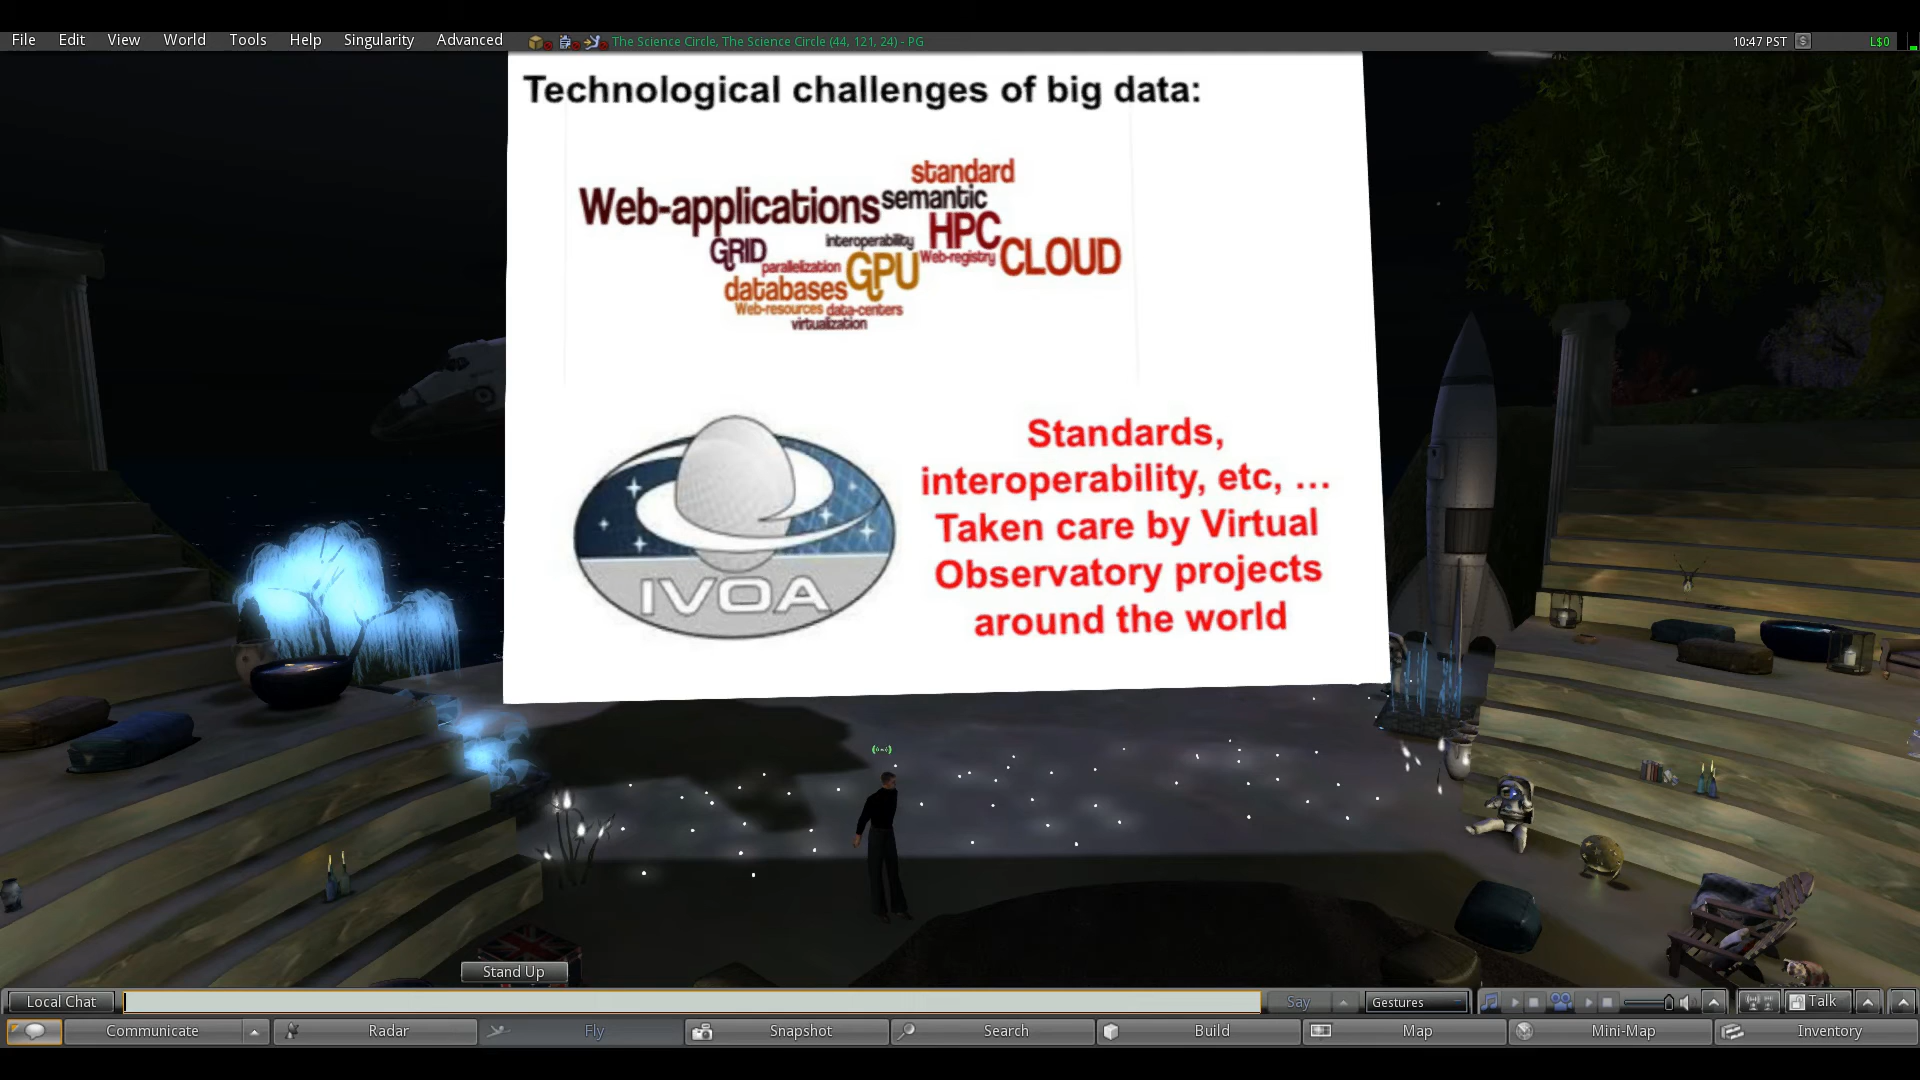 File Edit View World Tools Help Singularity Advanced The Science Circle, The Science Circle (44, 121, 24) - PG 10:47 PST S L$0
Technological challenges of big data:
standard
Web-applications semantic
HPC
GRID interoperability
parallelization GPU Web-registry CLOUD
databases
Web-resources data-centers
virtualization
Standards,
interoperability, etc, ...
Taken care by Virtual
Observatory projects
around the world
IVOA
Stand Up
Local Chat Say Gestures Talk
Communicate Radar Fly Snapshot Search Build Map Mini-Map Inventory